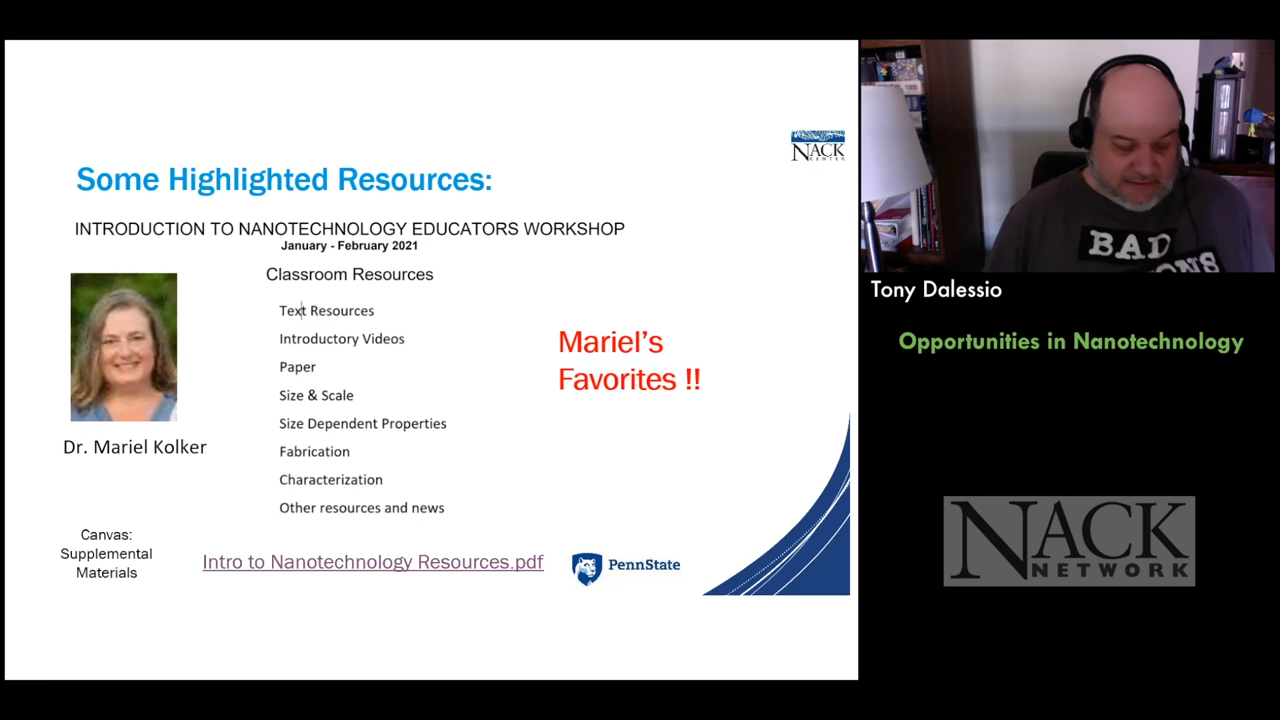 NACK
CENTER
Some Highlighted Resources:
INTRODUCTION TO NANOTECHNOLOGY EDUCATORS WORKSHOP
January - February 2021
Classroom Resources
Text Resources
Introductory Videos
Paper
Size & Scale
Size Dependent Properties
Fabrication
Characterization
Other resources and news
Mariel's
Favorites !!
Dr. Mariel Kolker
Canvas:
Supplemental
Materials
Intro to Nanotechnology Resources.pdf
PennState
BAD
Tony Dalessio
Opportunities in Nanotechnology
NACK
NETWORK